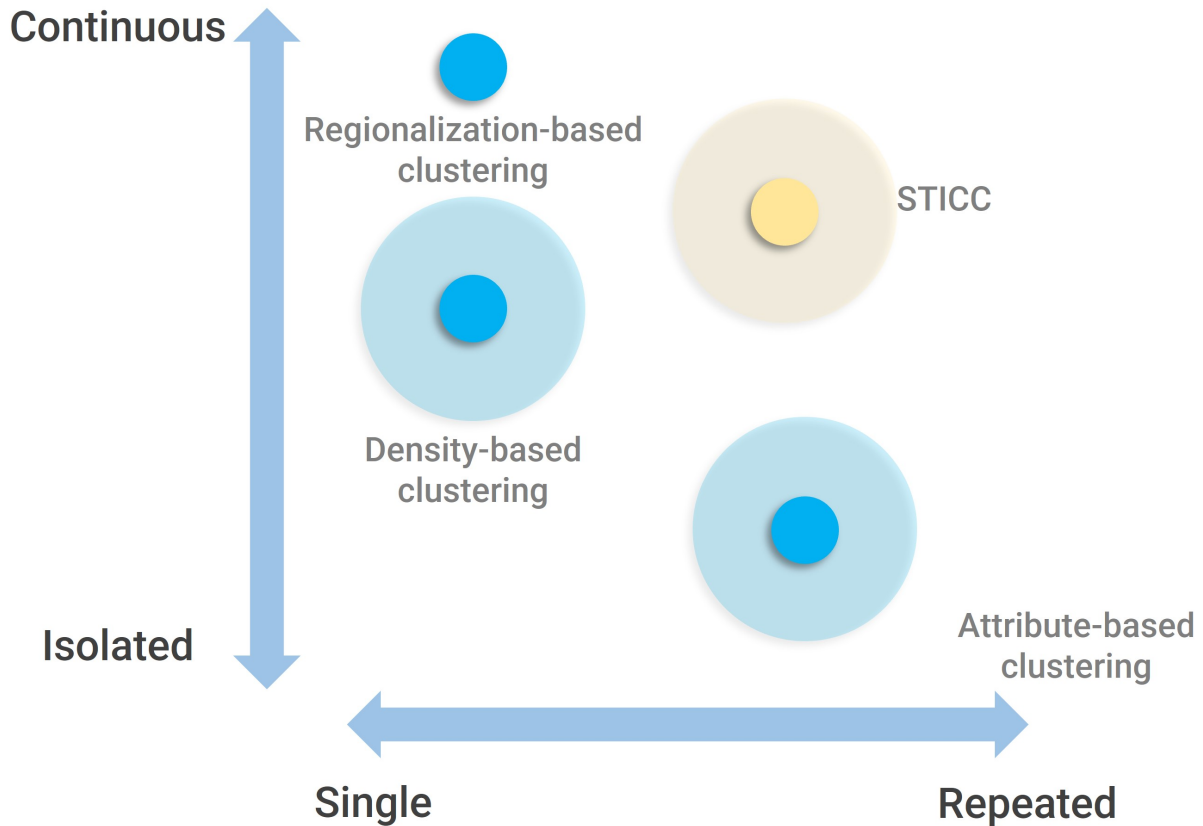 Continuous
Regionalization-based
clustering
STICC
Density-based
clustering
Isolated
Attribute-based
clustering
Single
Repeated